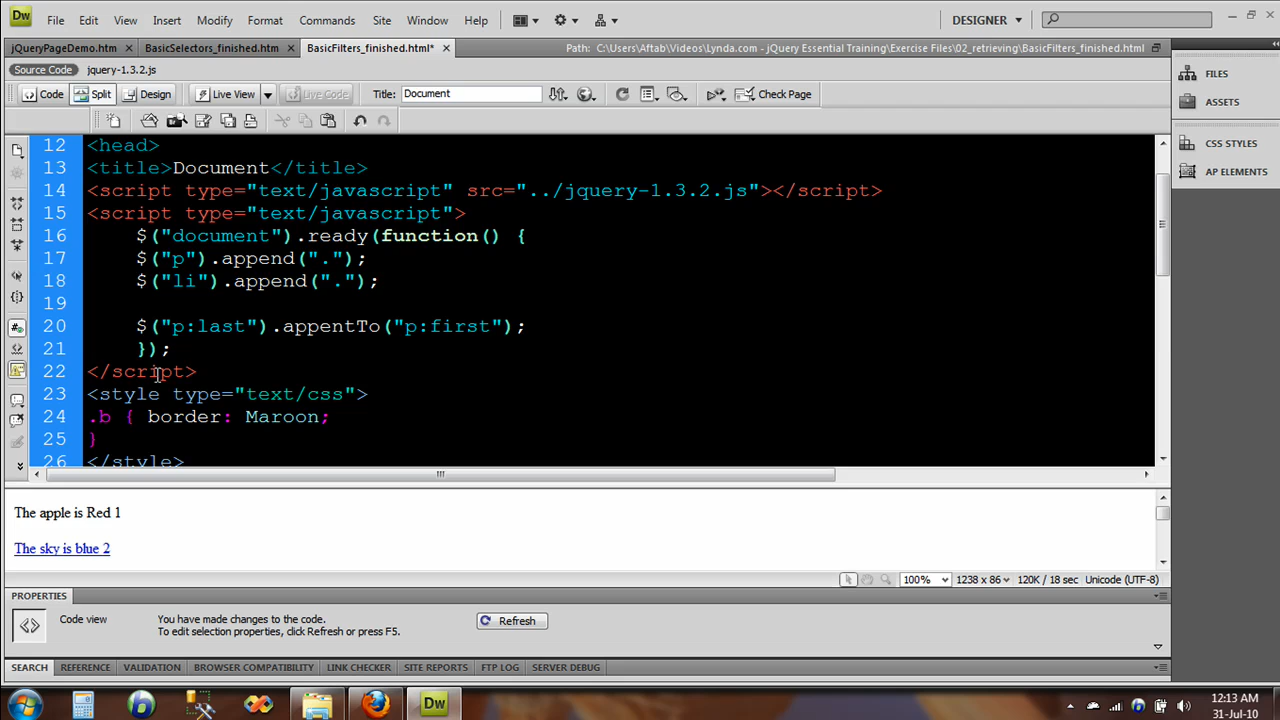 Dw File Edit View Insert Modify Format Commands Site Window Help DESIGNER
jQueryPageDemo.htm BasicSelectors_finished.htm BasicFilters_finished.html* Path: C:\Users\Aftab\Videos\Lynda.com - jQuery Essential Training\Exercise Files\02_retrieving\BasicFilters_finished.html
Source Code jquery-1.3.2.js
Code Split Design Live View Live Code Title: Document Check Page
FILES
ASSETS
CSS STYLES
AP ELEMENTS
12 <head>
13 <title>Document</title>
14 <script type="text/javascript" src="../jquery-1.3.2.js"></script>
15 <script type="text/javascript">
16 $("document").ready(function() {
17 $("p").append(".");
18 $("li").append(".");
19
20 $("p:last").appentTo("p:first");
21 });
22 </script>
23 <style type="text/css">
24 .b { border: Maroon;
25 }
26 </style>
The apple is Red 1
The sky is blue 2
100% 1238 x 86 120K / 18 sec Unicode (UTF-8)
PROPERTIES
Code view You have made changes to the code. Refresh
To edit selection properties, click Refresh or press F5.
SEARCH REFERENCE VALIDATION BROWSER COMPATIBILITY LINK CHECKER SITE REPORTS FTP LOG SERVER DEBUG
Dw
12:13 AM
31-Jul-10